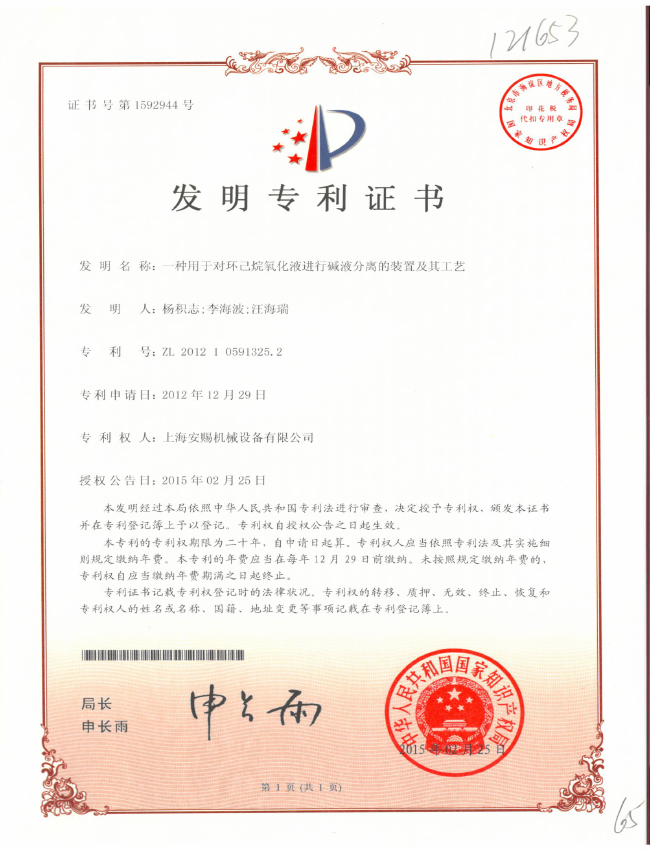 121653
证书号第1592944号
北京市海淀区地方税务局
印花税
代扣专用章
国家知识产权局
发明专利证书
发明名称：一种用于对环己烷氧化液进行碱液分离的装置及其工艺
发明人：杨积志;李海波;汪海瑞
专利号：ZL 2012 1 0591325.2
专利申请日：2012年12月29日
专利权人：上海安赐机械设备有限公司
授权公告日：2015年02月25日
本发明经过本局依照中华人民共和国专利法进行审查，决定授予专利权，颁发本证书
并在专利登记簿上予以登记。专利权自授权公告之日起生效。
本专利的专利权期限为二十年，自申请日起算。专利权人应当依照专利法及其实施细
则规定缴纳年费。本专利的年费应当在每年12月29日前缴纳。未按照规定缴纳年费的，
专利权自应当缴纳年费期满之日起终止。
专利证书记载专利权登记时的法律状况。专利权的转移、质押、无效、终止、恢复和
专利权人的姓名或名称、国籍、地址变更等事项记载在专利登记簿上。
局长
申长雨
申长雨
中华人民共和国国家知识产权局
2015年02月25日
第1页(共1页)
65